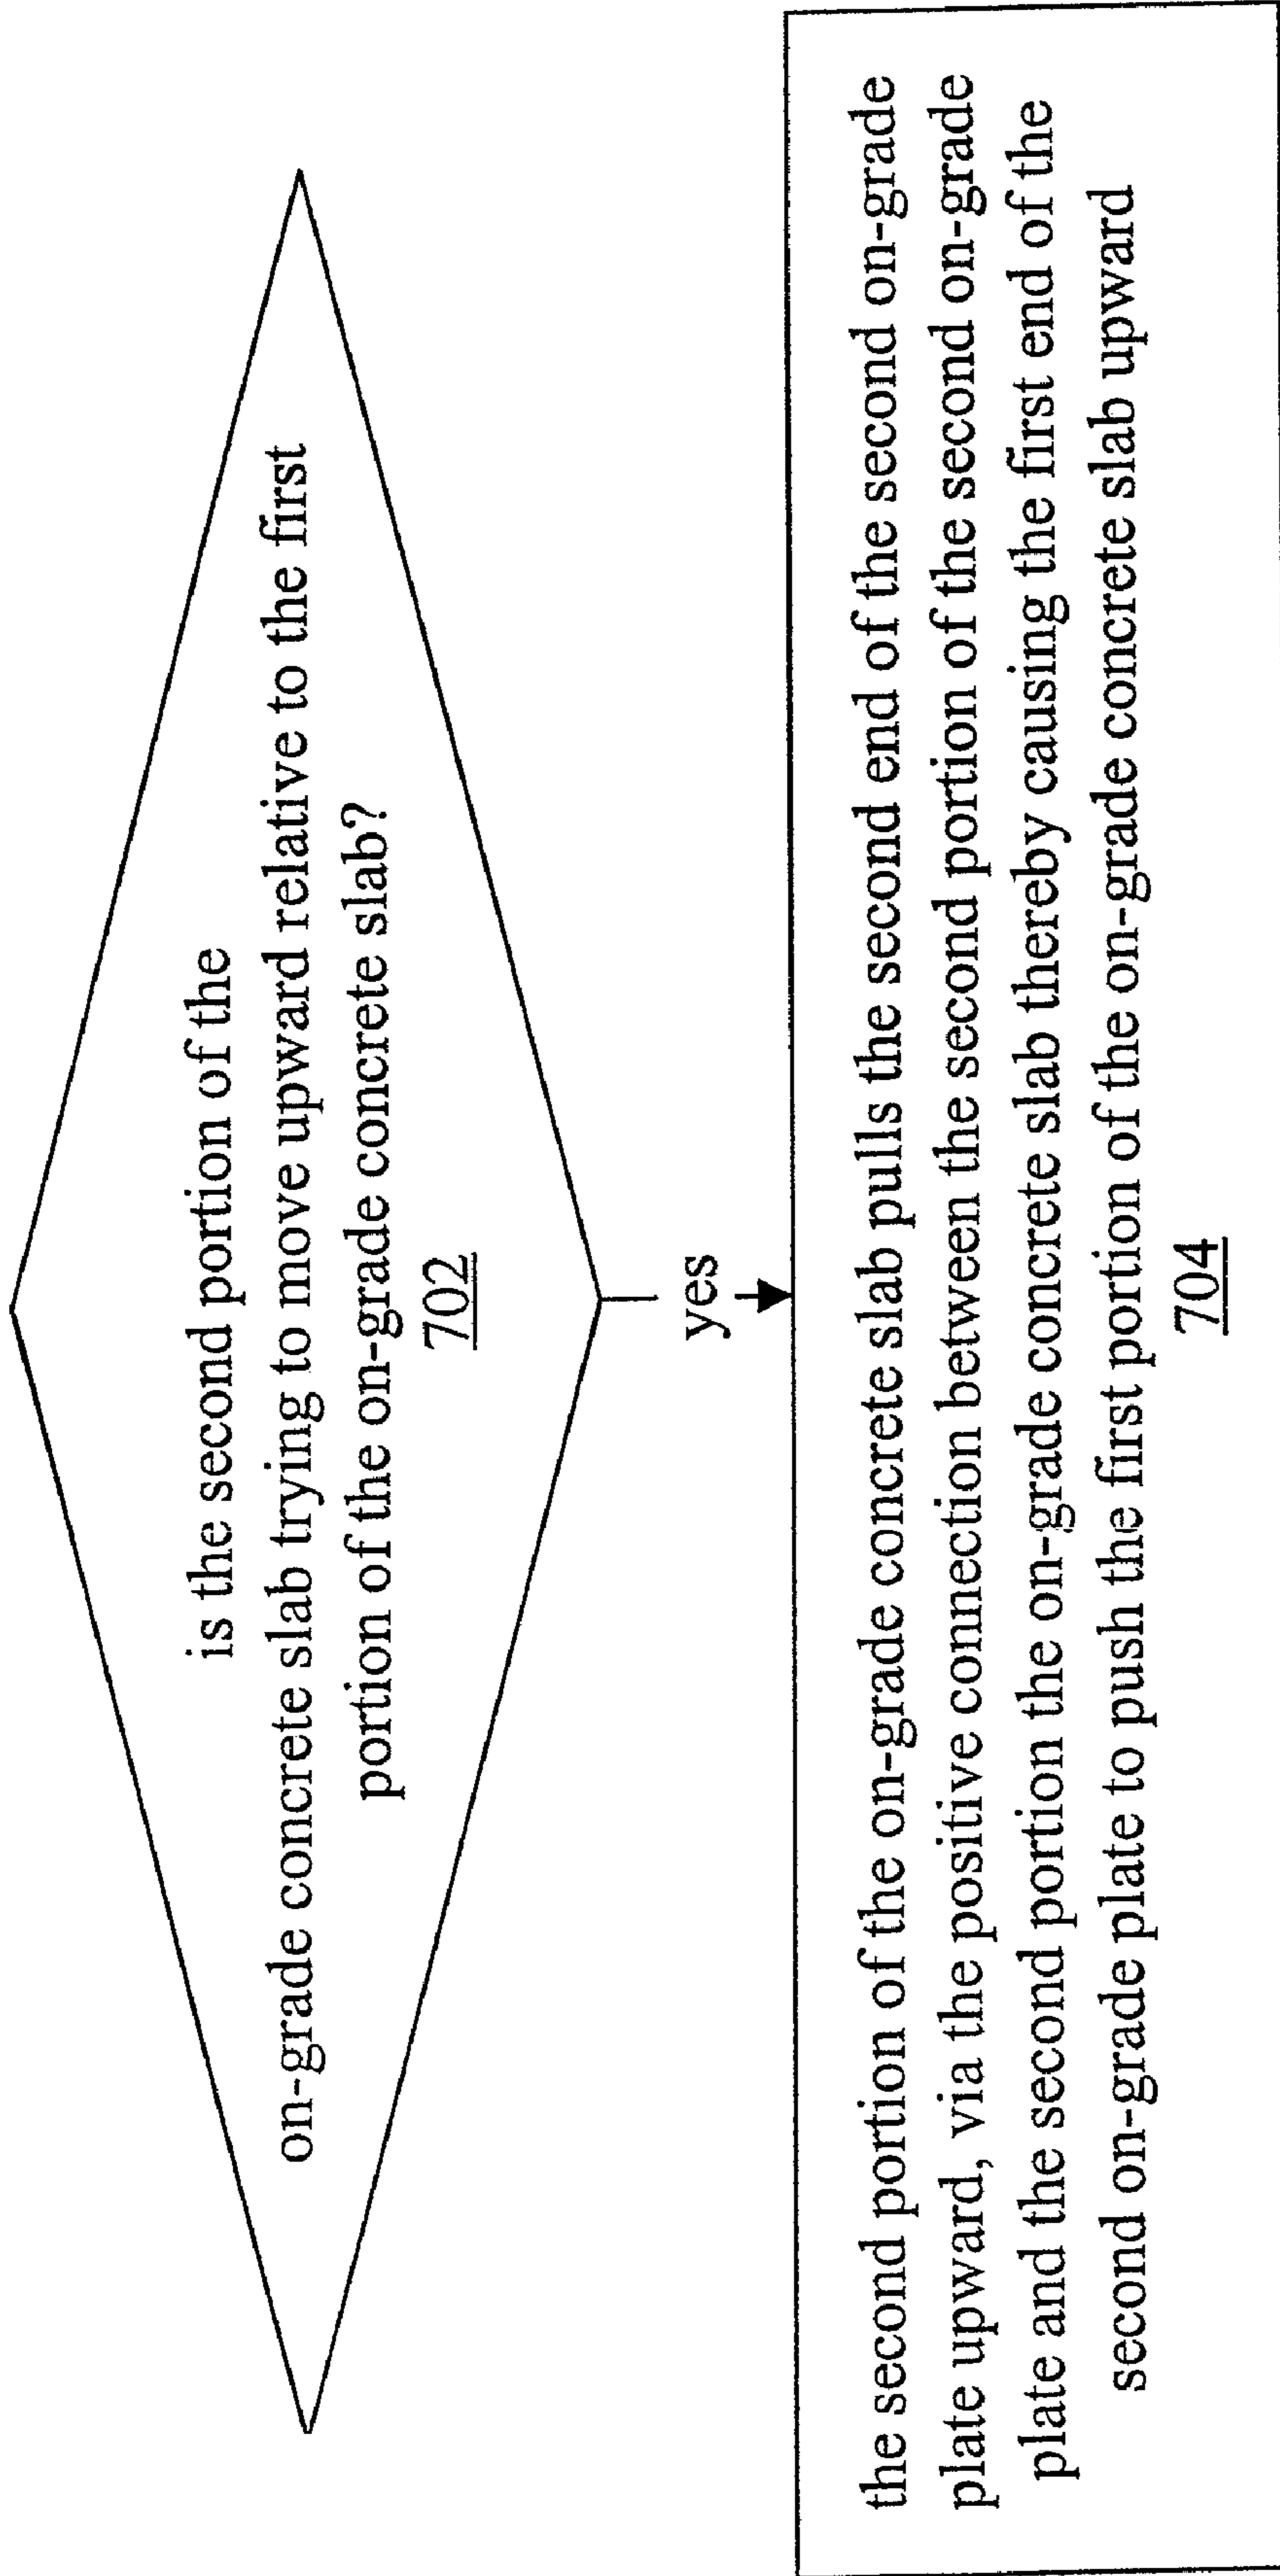 is the second portion of the
on-grade concrete slab trying to move upward relative to the first
portion of the on-grade concrete slab?
702
yes
the second portion of the on-grade concrete slab pulls the second end of the second on-grade
plate upward, via the positive connection between the second portion of the second on-grade
plate and the second portion the on-grade concrete slab thereby causing the first end of the
second on-grade plate to push the first portion of the on-grade concrete slab upward
704